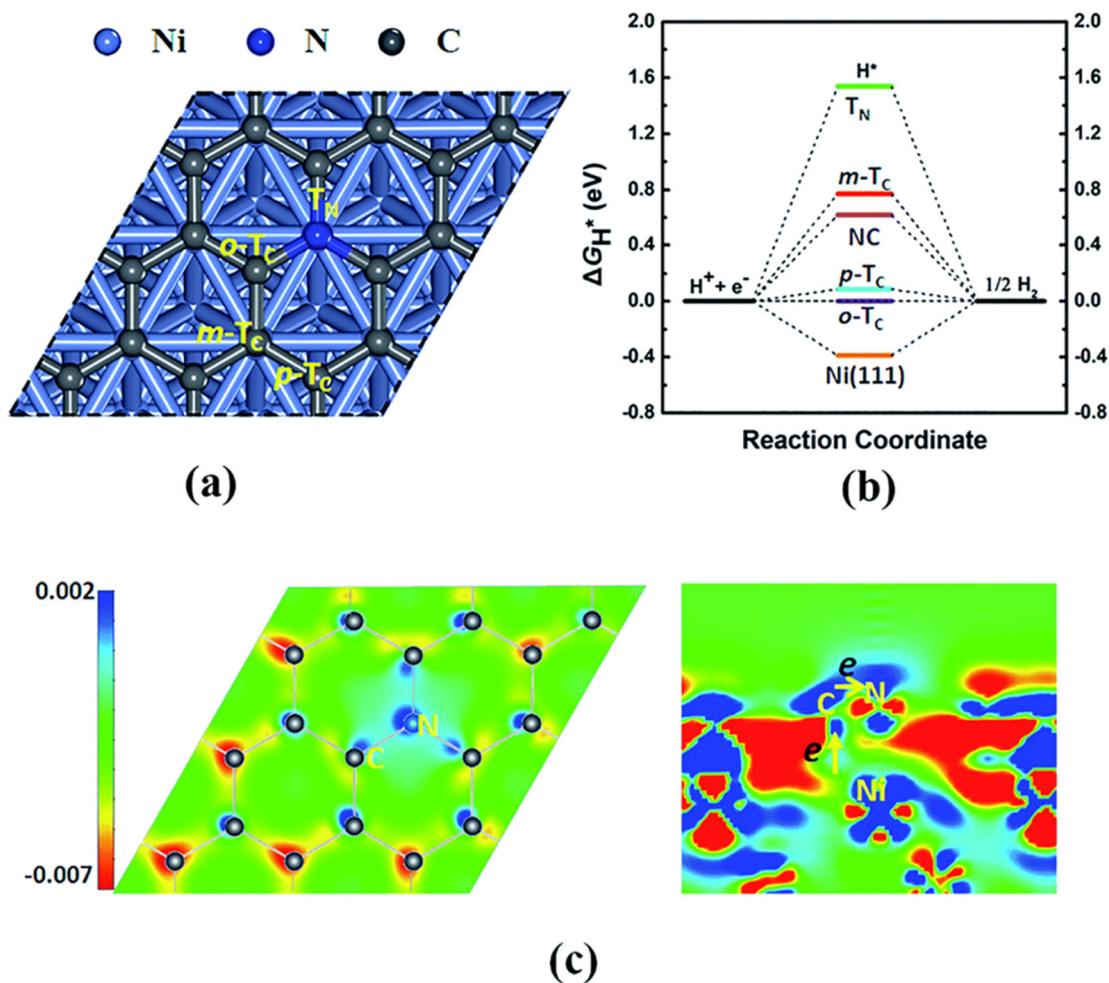 Ni N C
T_N
o-T_C
m-T_C
p-T_C
(a)
2.0 2.0
1.6 1.6
1.2 1.2
0.8 0.8
0.4 0.4
0.0 0.0
-0.4 -0.4
-0.8 -0.8
ΔG_H* (eV)
H*
T_N
m-T_C
NC
p-T_C
H⁺ + e⁻ 1/2 H₂
o-T_C
Ni(111)
Reaction Coordinate
(b)
0.002
-0.007
N
C
e
C N
e
Ni
(c)